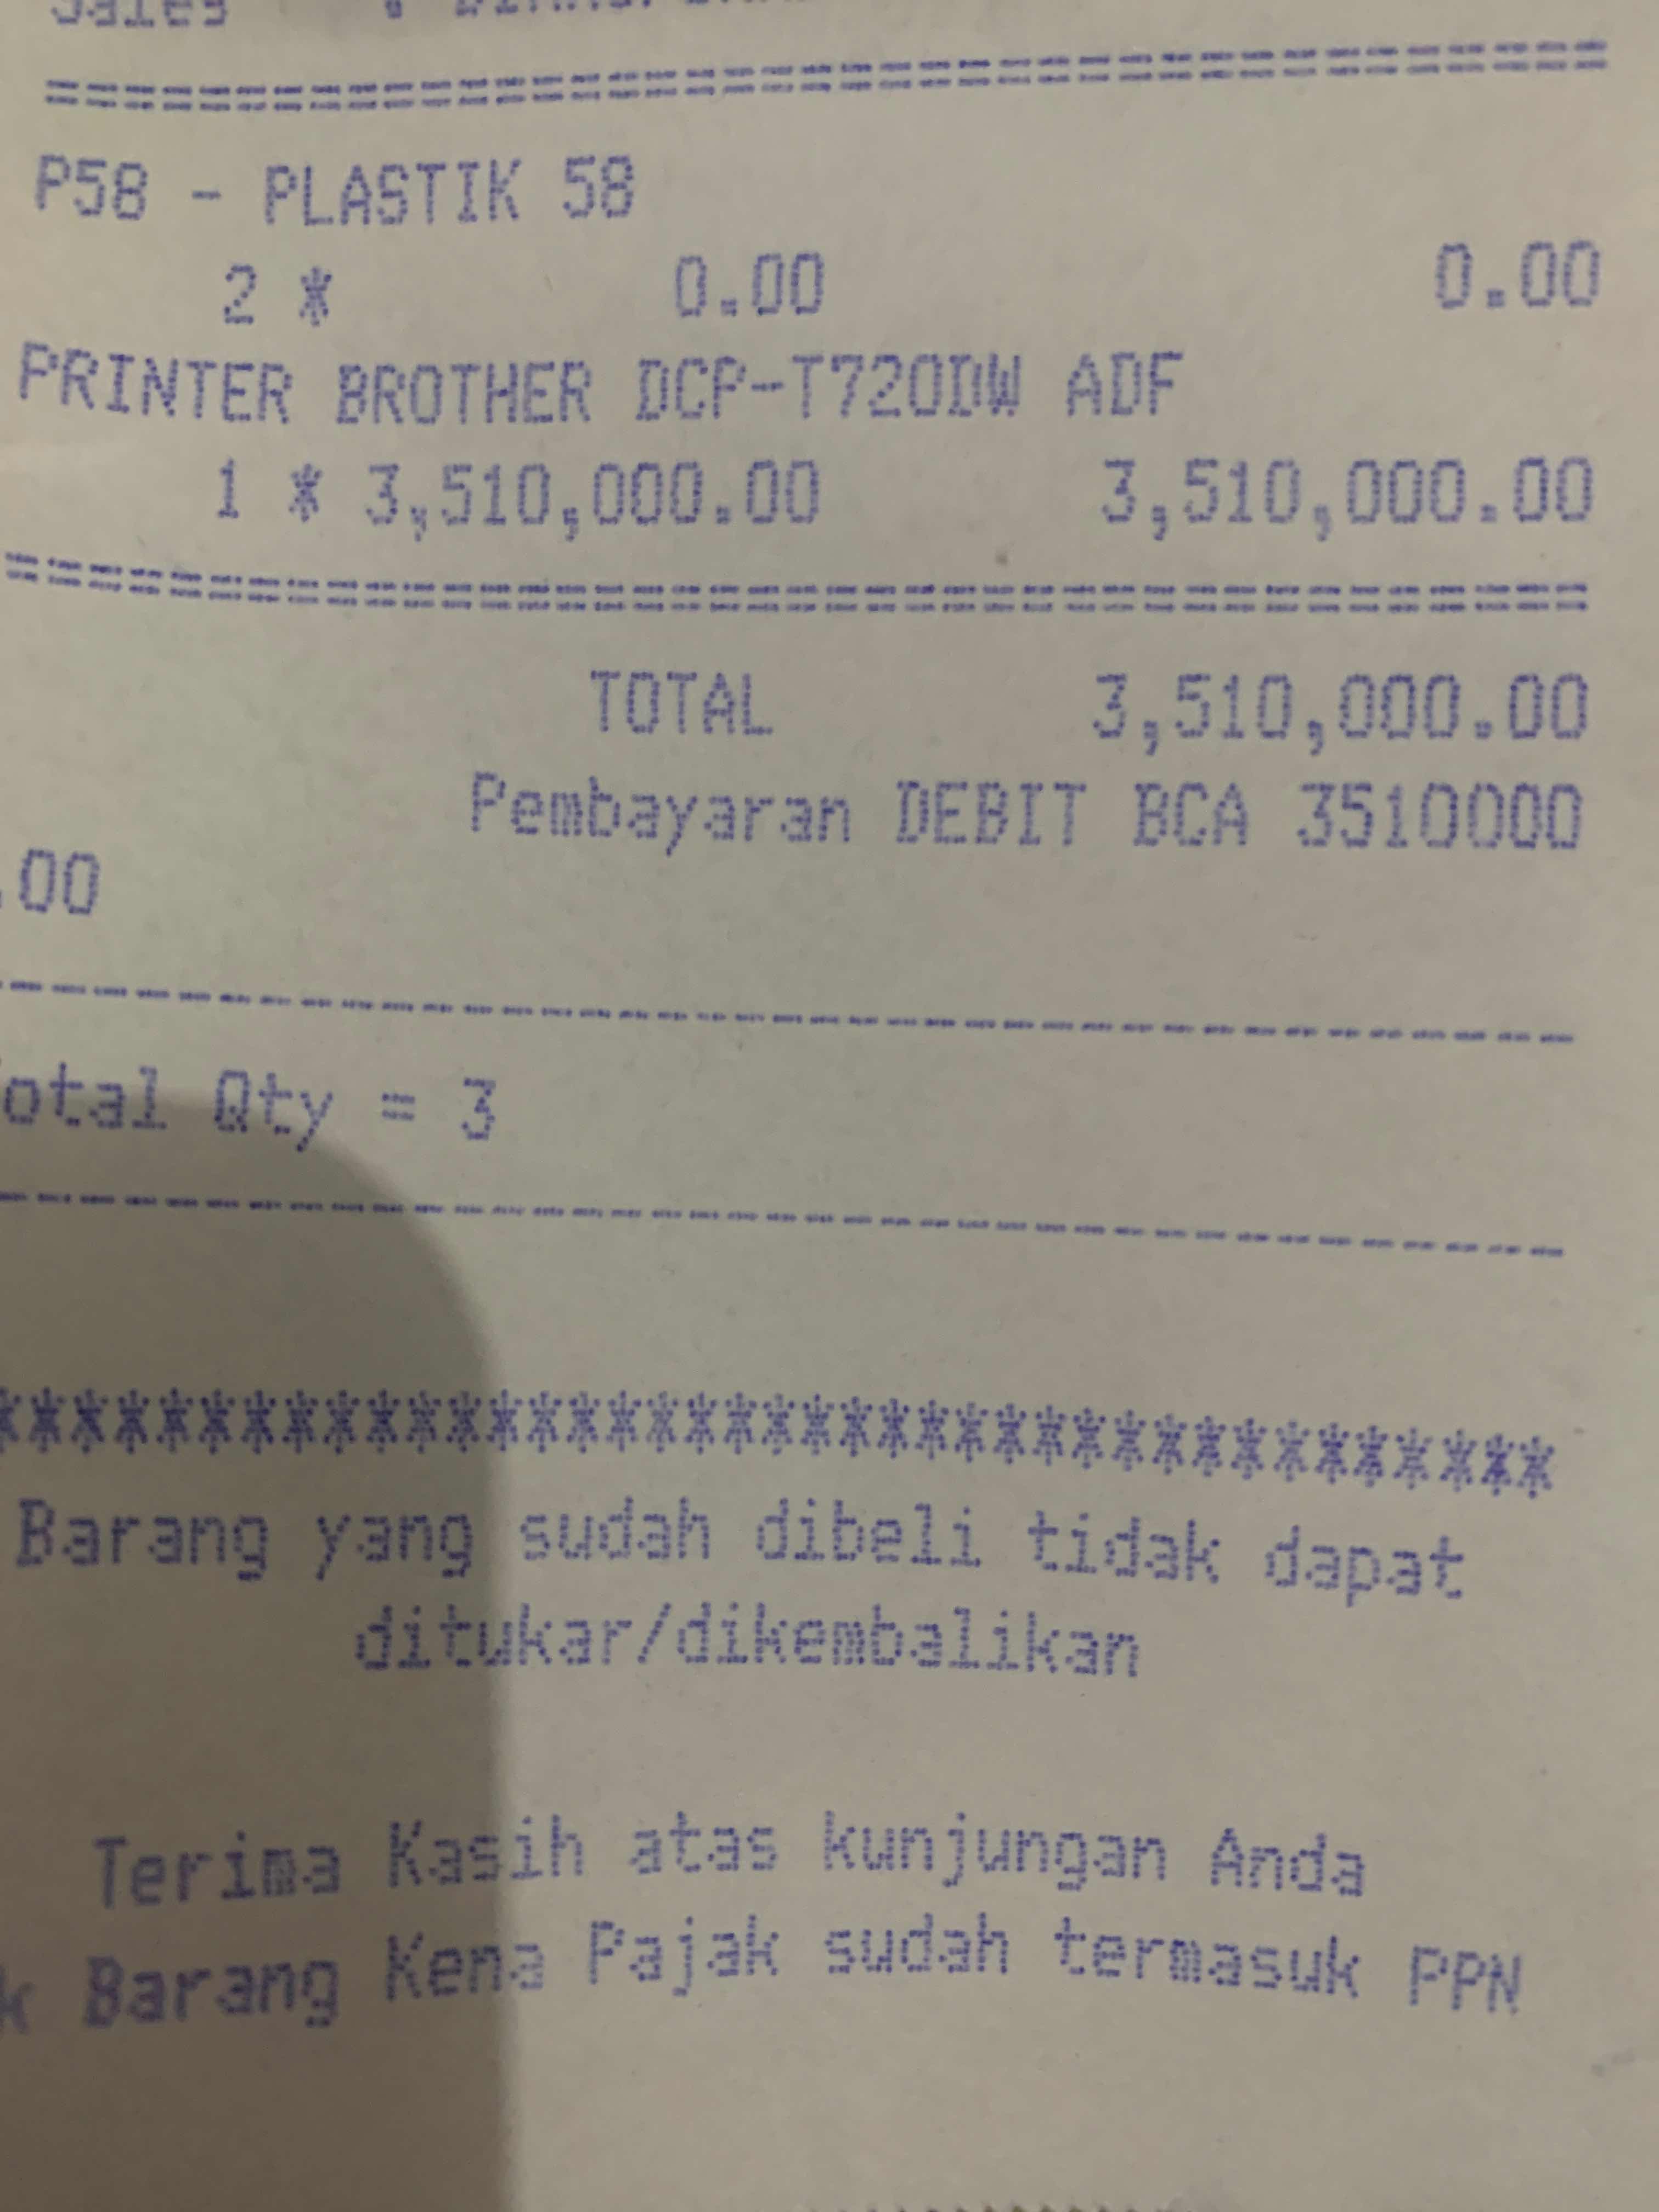 Sales :
P58 - PLASTIK 58
2 * 0.00 0.00
PRINTER BROTHER DCP-T720DW ADF
1 * 3,510,000.00 3,510,000.00
TOTAL 3,510,000.00
Pembayaran DEBIT BCA 3510000
.00
otal Qty = 3
**************************************
Barang yang sudah dibeli tidak dapat
ditukar/dikembalikan
Terima Kasih atas kunjungan Anda
k Barang Kena Pajak sudah termasuk PPN